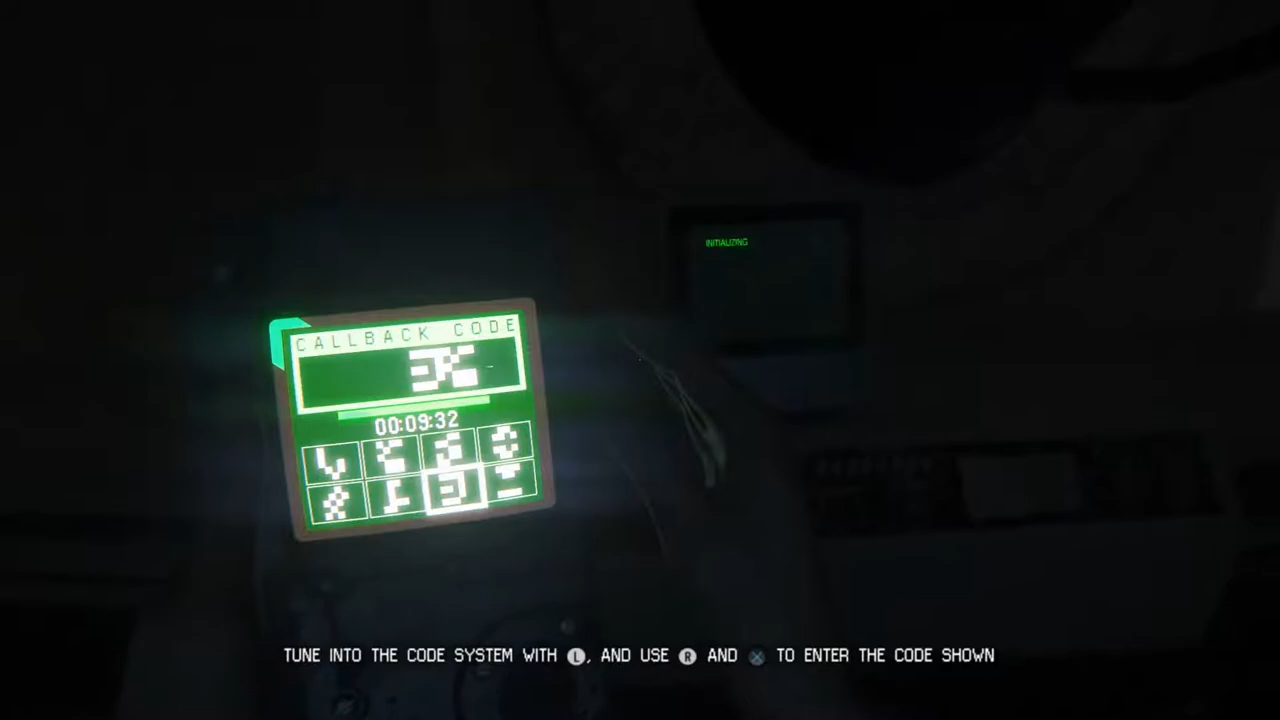 INITIALIZING
CALLBACK CODE
00:09:32
TUNE INTO THE CODE SYSTEM WITH L, AND USE R AND X TO ENTER THE CODE SHOWN